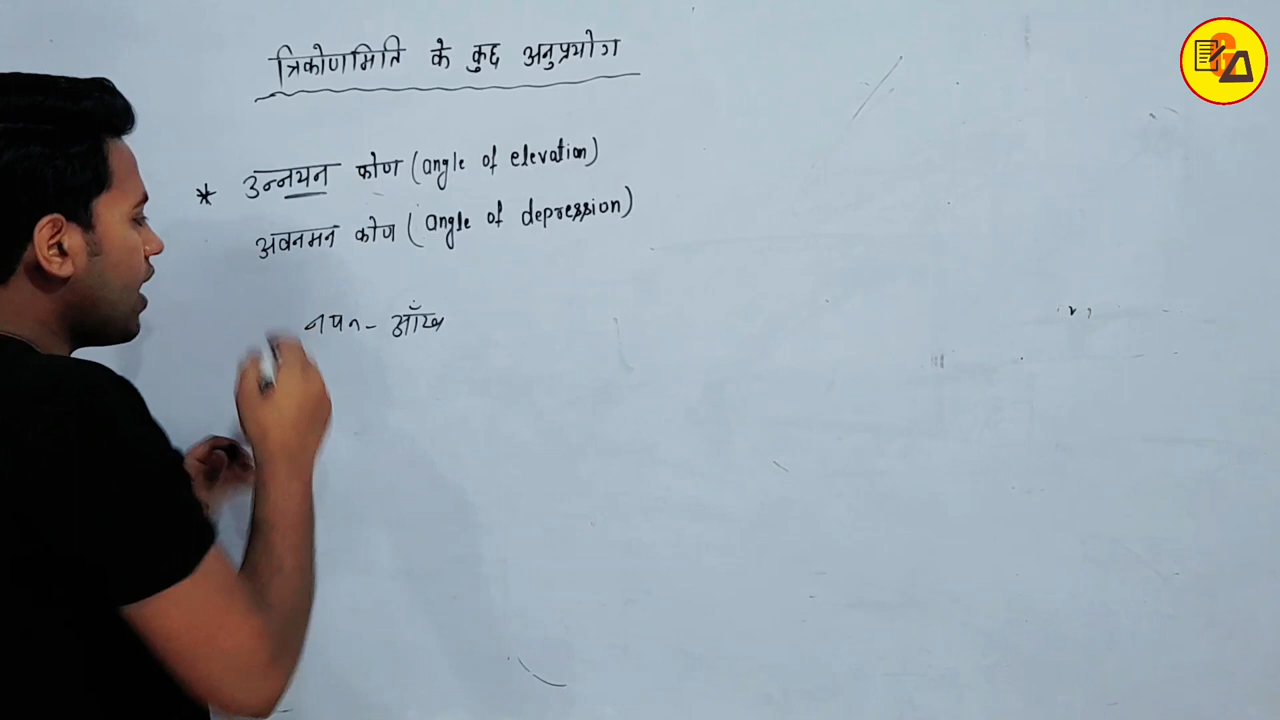 त्रिकोणमिति के कुछ अनुप्रयोग
* उन्नयन कोण (angle of elevation)
अवनमन कोण (angle of depression)
नयन - आँख